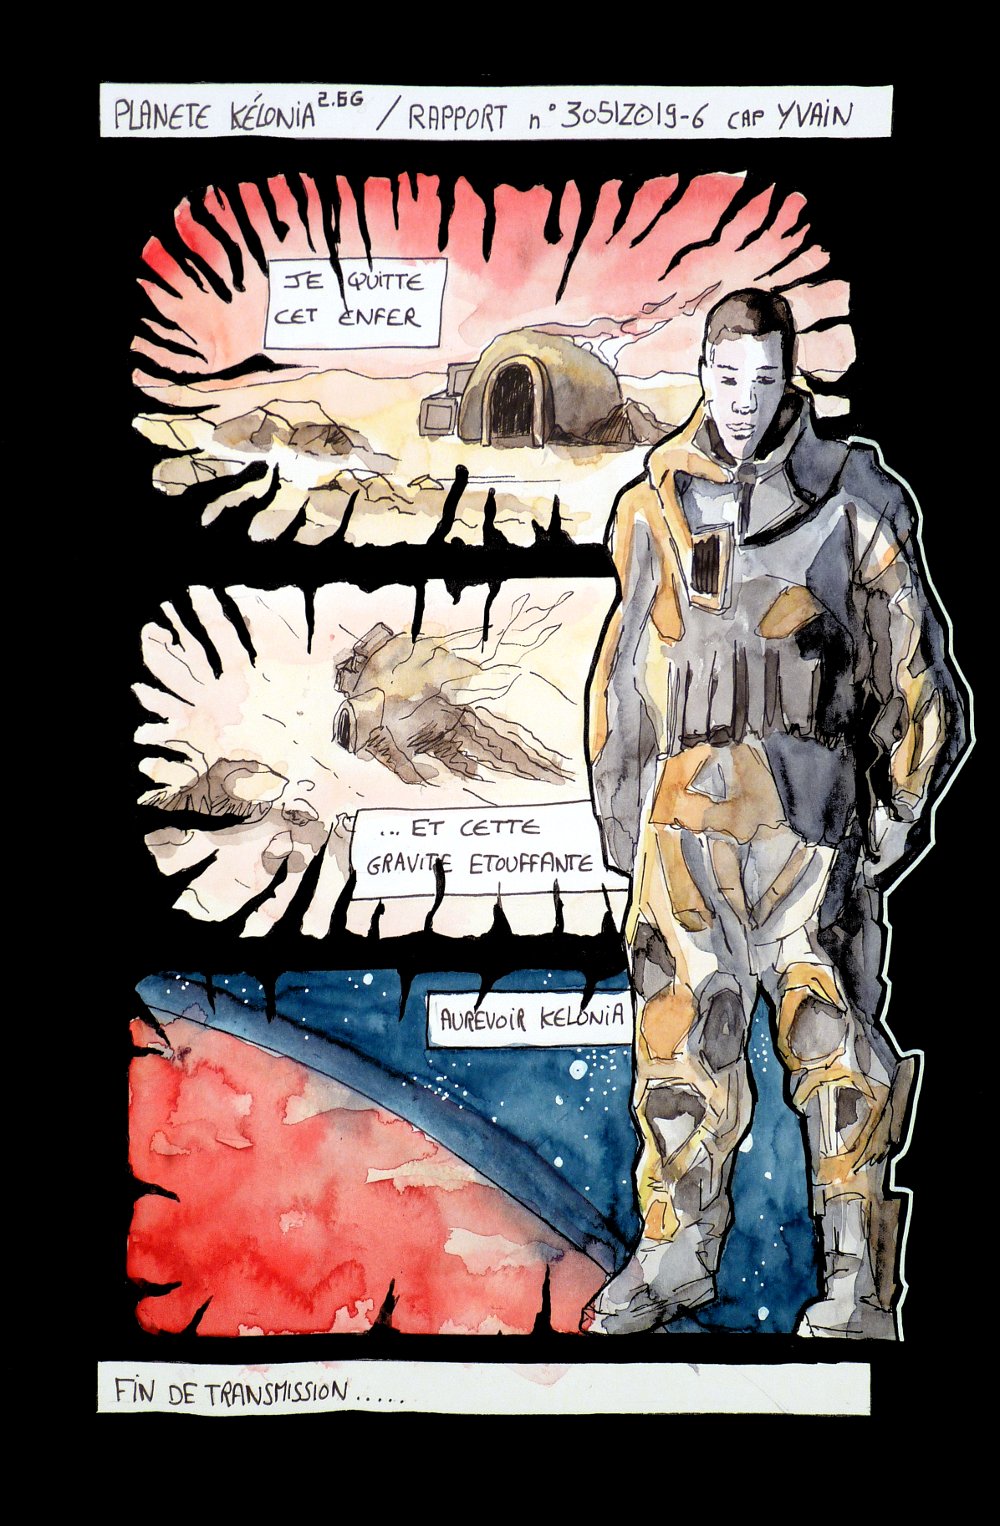 PLANETE KÉLONIA 2.6G / RAPPORT n° 30512019-6 CAP YVAIN
JE QUITTE
CET ENFER
... ET CETTE
GRAVITE ETOUFFANTE
AUREVOIR KELONIA
FIN DE TRANSMISSION......